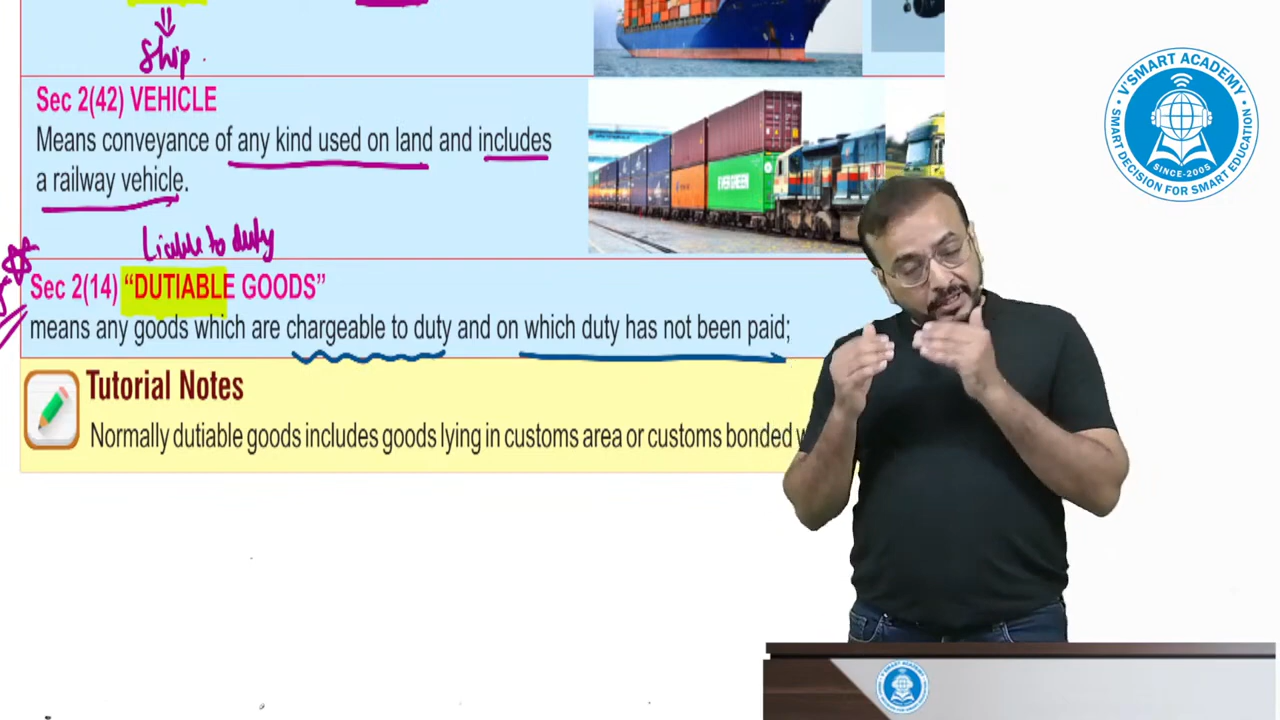 Ship
Sec 2(42) VEHICLE
Means conveyance of any kind used on land and includes
a railway vehicle.
Liable to duty
Sec 2(14) “DUTIABLE GOODS”
means any goods which are chargeable to duty and on which duty has not been paid;
Tutorial Notes
Normally dutiable goods includes goods lying in customs area or customs bonded w
V'SMART ACADEMY
SINCE-2005
SMART DECISION FOR SMART EDUCATION